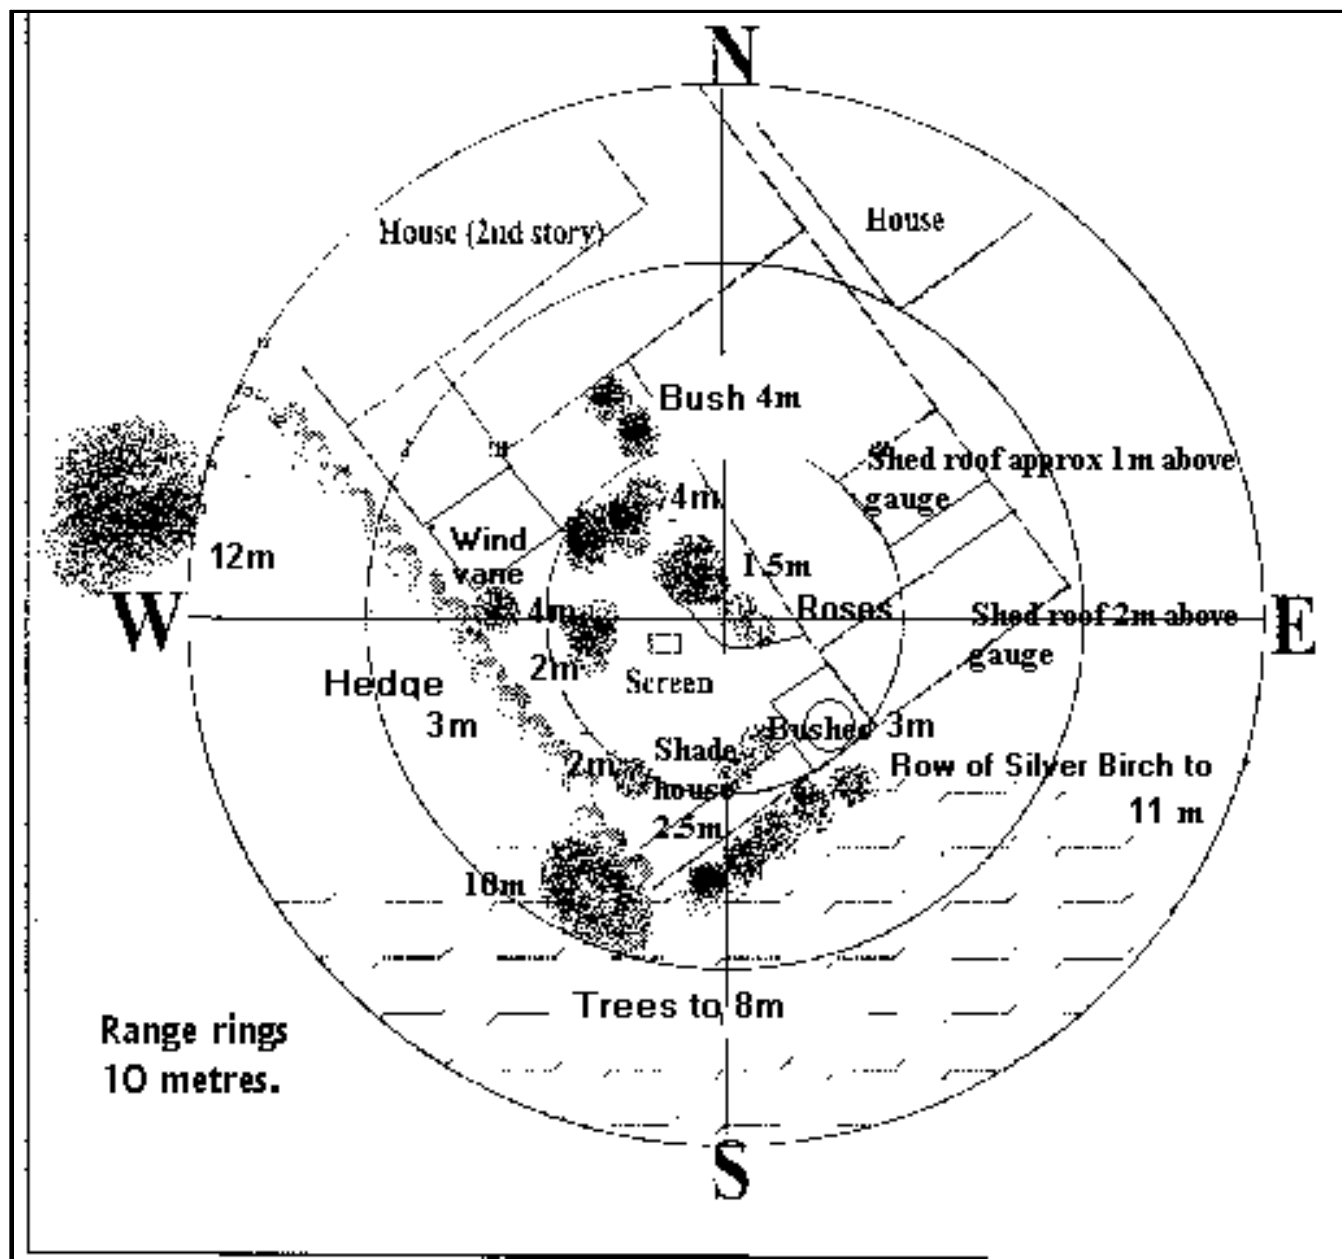 N
House (2nd story)
House
Bush 4m
Shed roof approx 1m above
gauge
4m
Wind
vane
12m
1.5m
W
4m
Roses
Shed roof 2m above
gauge
E
2m
Screen
Hedge
3m
Bushes
3m
Shade
house
2m
2.5m
Row of Silver Birch to
11 m
10m
Trees to 8m
Range rings
10 metres.
S